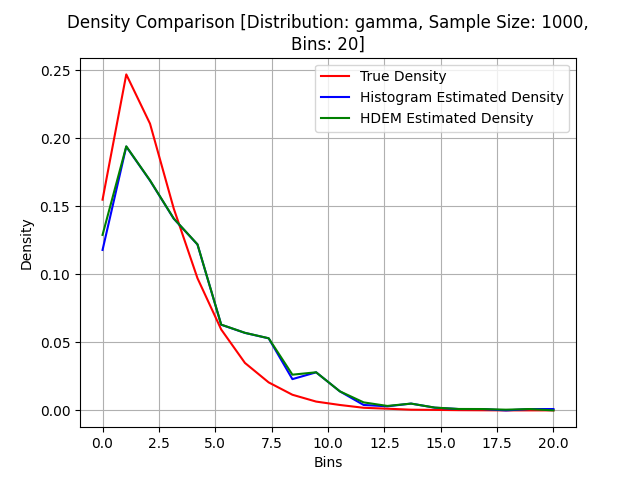 Density Comparison [Distribution: gamma, Sample Size: 1000,
Bins: 20]
True Density
Histogram Estimated Density
HDEM Estimated Density
Density
0.25
0.20
0.15
0.10
0.05
0.00
0.0 2.5 5.0 7.5 10.0 12.5 15.0 17.5 20.0
Bins